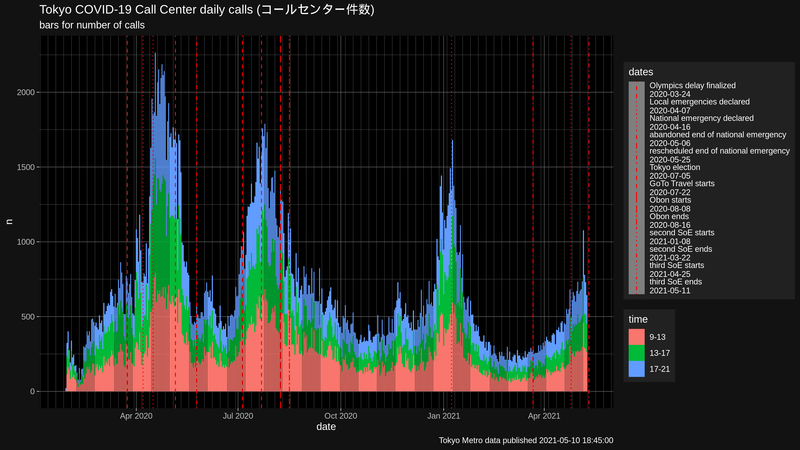 Tokyo COVID-19 Call Center daily calls (コールセンター件数)
bars for number of calls
2000
1500
1000
500
0
n
Apr 2020
Jul 2020
Oct 2020
Jan 2021
Apr 2021
date
dates
Olympics delay finalized
2020-03-24
Local emergencies declared
2020-04-07
National emergency declared
2020-04-16
abandoned end of national emergency
2020-05-06
rescheduled end of national emergency
2020-05-25
Tokyo election
2020-07-05
GoTo Travel starts
2020-07-22
Obon starts
2020-08-08
Obon ends
2020-08-16
second SoE starts
2021-01-08
second SoE ends
2021-03-22
third SoE starts
2021-04-25
third SoE ends
2021-05-11
time
9-13
13-17
17-21
Tokyo Metro data published 2021-05-10 18:45:00